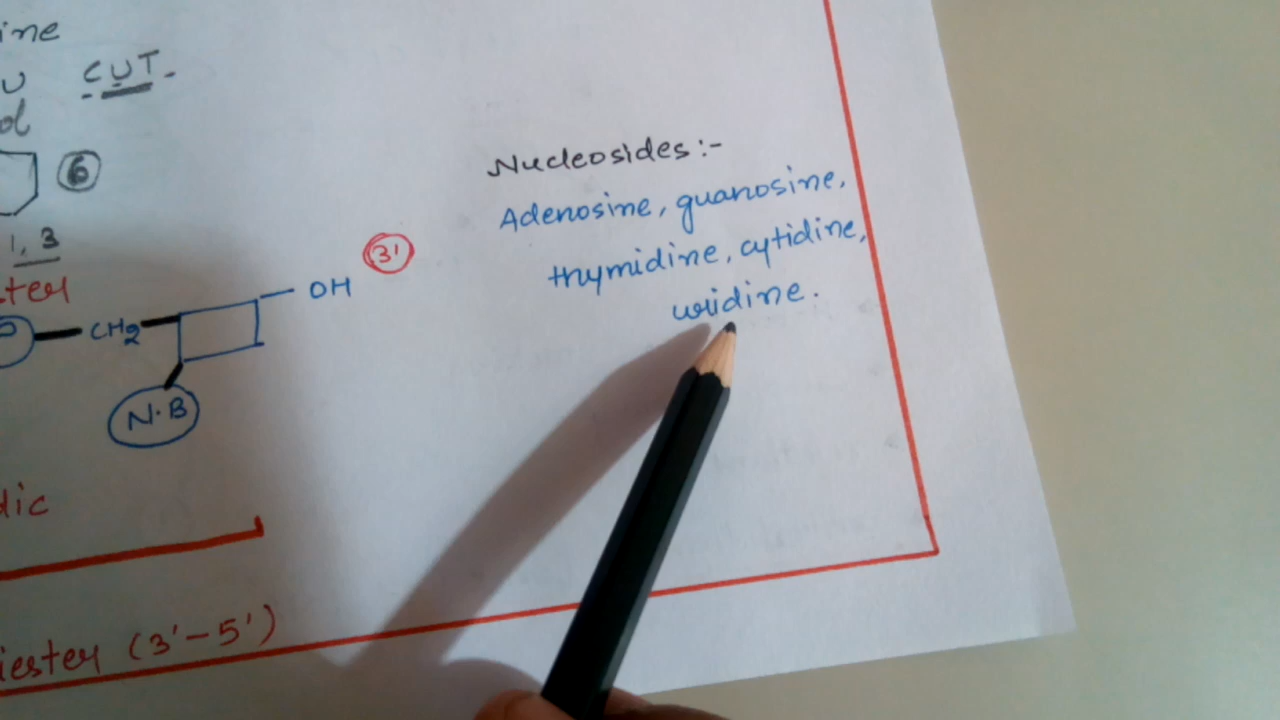 ine
U CUT.
ol
6
1, 3
ster
3'
OH
CH2
N.B
Nucleosides:-
Adenosine, guanosine,
thymidine, cytidine,
uridine.
dic
iester (3'-5')